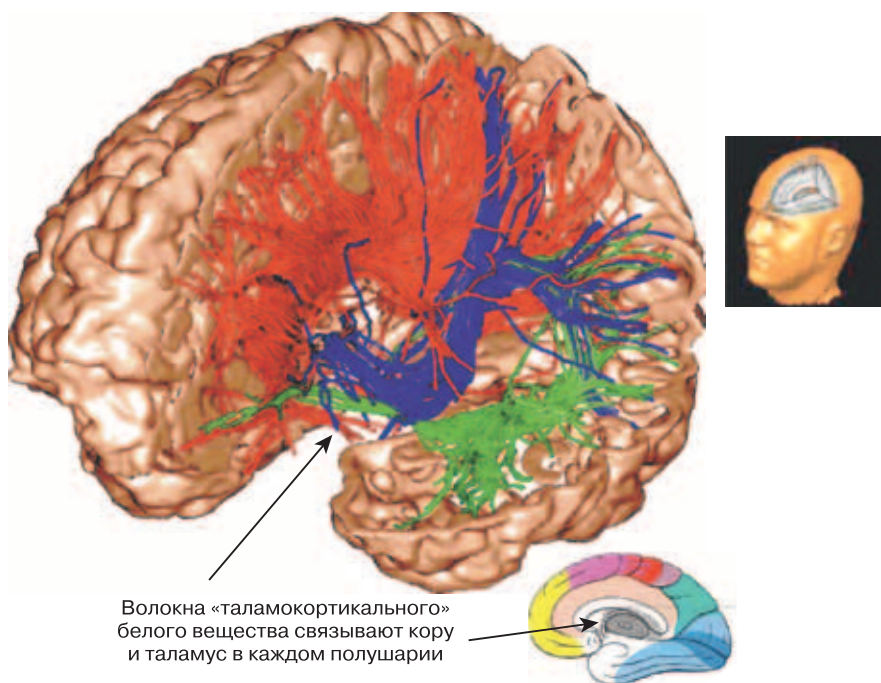 Волокна «таламокортикального»
белого вещества связывают кору
и таламус в каждом полушарии